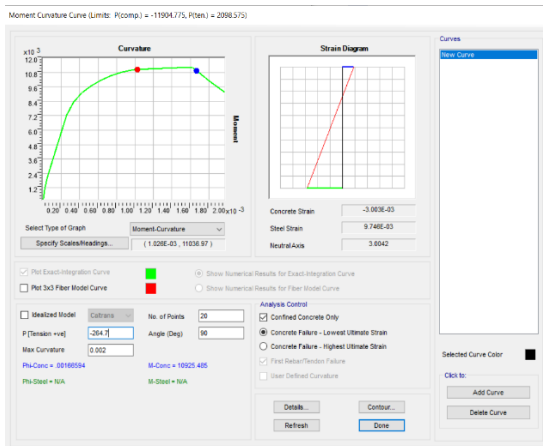 Moment Curvature Curve (Limits: P(comp.) = -11904.775, P(ten.) = 2098.575)
Curvature
x10 3
12.0
10.8
9.6
8.4
7.2
6.0
4.8
3.6
2.4
1.2
Moment
0.20 0.40 0.60 0.80 1.00 1.20 1.40 1.60 1.80 2.00 x10 -3
Select Type of Graph
Moment-Curvature
Specify Scales/Headings...
( 1.026E-03 , 11038.97 )
Strain Diagram
Concrete Strain
-3.003E-03
Steel Strain
9.746E-03
Neutral Axis
3.0042
Curves
New Curve
Plot Exact-Integration Curve
Show Numerical Results for Exact-Integration Curve
Plot 3x3 Fiber Model Curve
Show Numerical Results for Fiber Model Curve
Idealized Model
Caltrans
No. of Points
20
P [Tension +ve]
-204.7
Angle (Deg)
90
Max Curvature
0.002
Phi-Conc = .00166594
M-Conc = 10925.485
Phi-Steel = N/A
M-Steel = N/A
Analysis Control
Confined Concrete Only
Concrete Failure - Lowest Ultimate Strain
Concrete Failure - Highest Ultimate Strain
First Rebar/Tendon Failure
User Defined Curvature
Details...
Contour...
Refresh
Done
Selected Curve Color
Click to:
Add Curve
Delete Curve